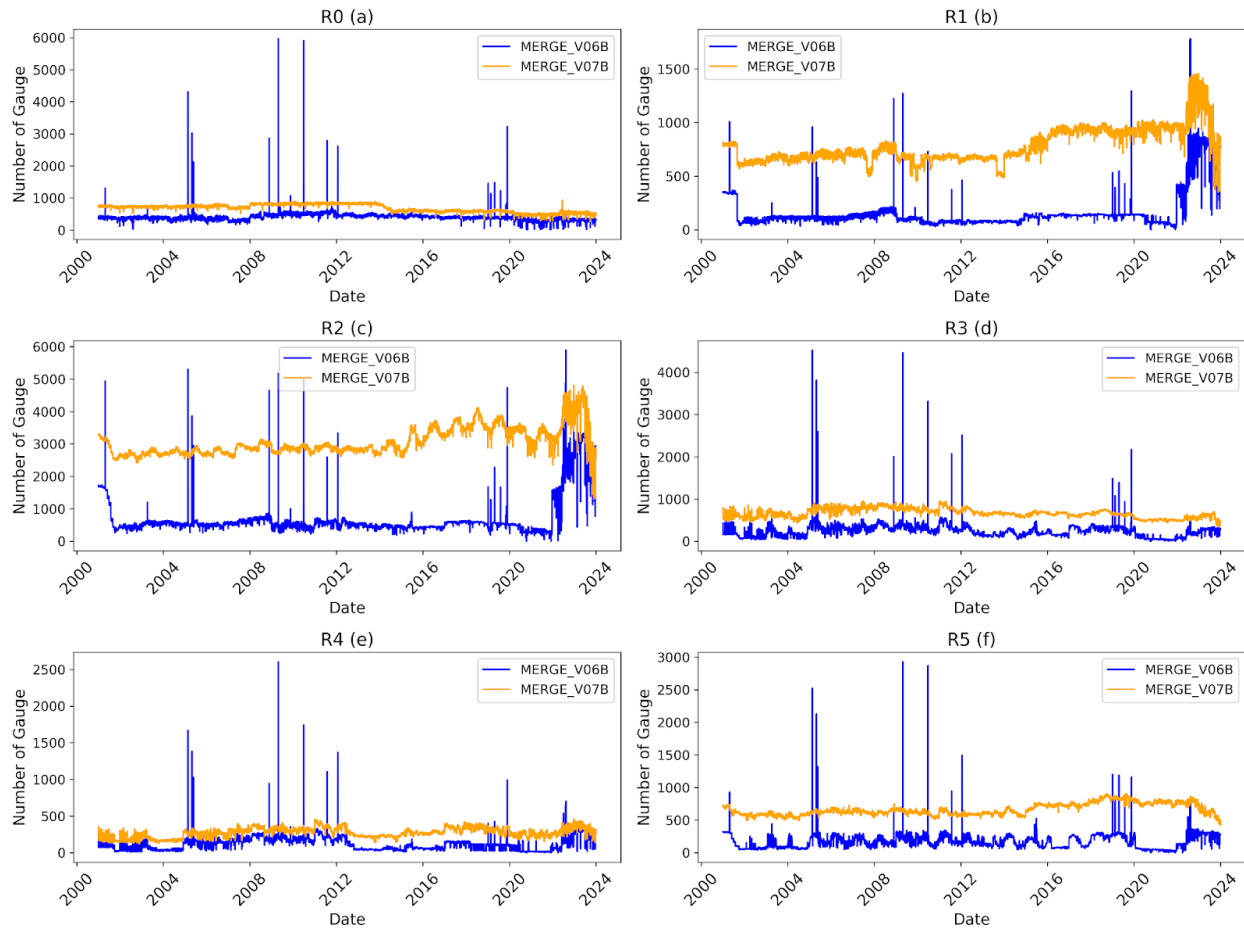 R0 (a)
Number of Gauge
6000
5000
4000
3000
2000
1000
0
MERGE_V06B
MERGE_V07B
2000
2004
2008
2012
2016
2020
2024
Date
R1 (b)
Number of Gauge
1500
1000
500
0
MERGE_V06B
MERGE_V07B
2000
2004
2008
2012
2016
2020
2024
Date
R2 (c)
Number of Gauge
6000
5000
4000
3000
2000
1000
0
MERGE_V06B
MERGE_V07B
2000
2004
2008
2012
2016
2020
2024
Date
R3 (d)
Number of Gauge
4000
3000
2000
1000
0
MERGE_V06B
MERGE_V07B
2000
2004
2008
2012
2016
2020
2024
Date
R4 (e)
Number of Gauge
2500
2000
1500
1000
500
0
MERGE_V06B
MERGE_V07B
2000
2004
2008
2012
2016
2020
2024
Date
R5 (f)
Number of Gauge
3000
2500
2000
1500
1000
500
0
MERGE_V06B
MERGE_V07B
2000
2004
2008
2012
2016
2020
2024
Date